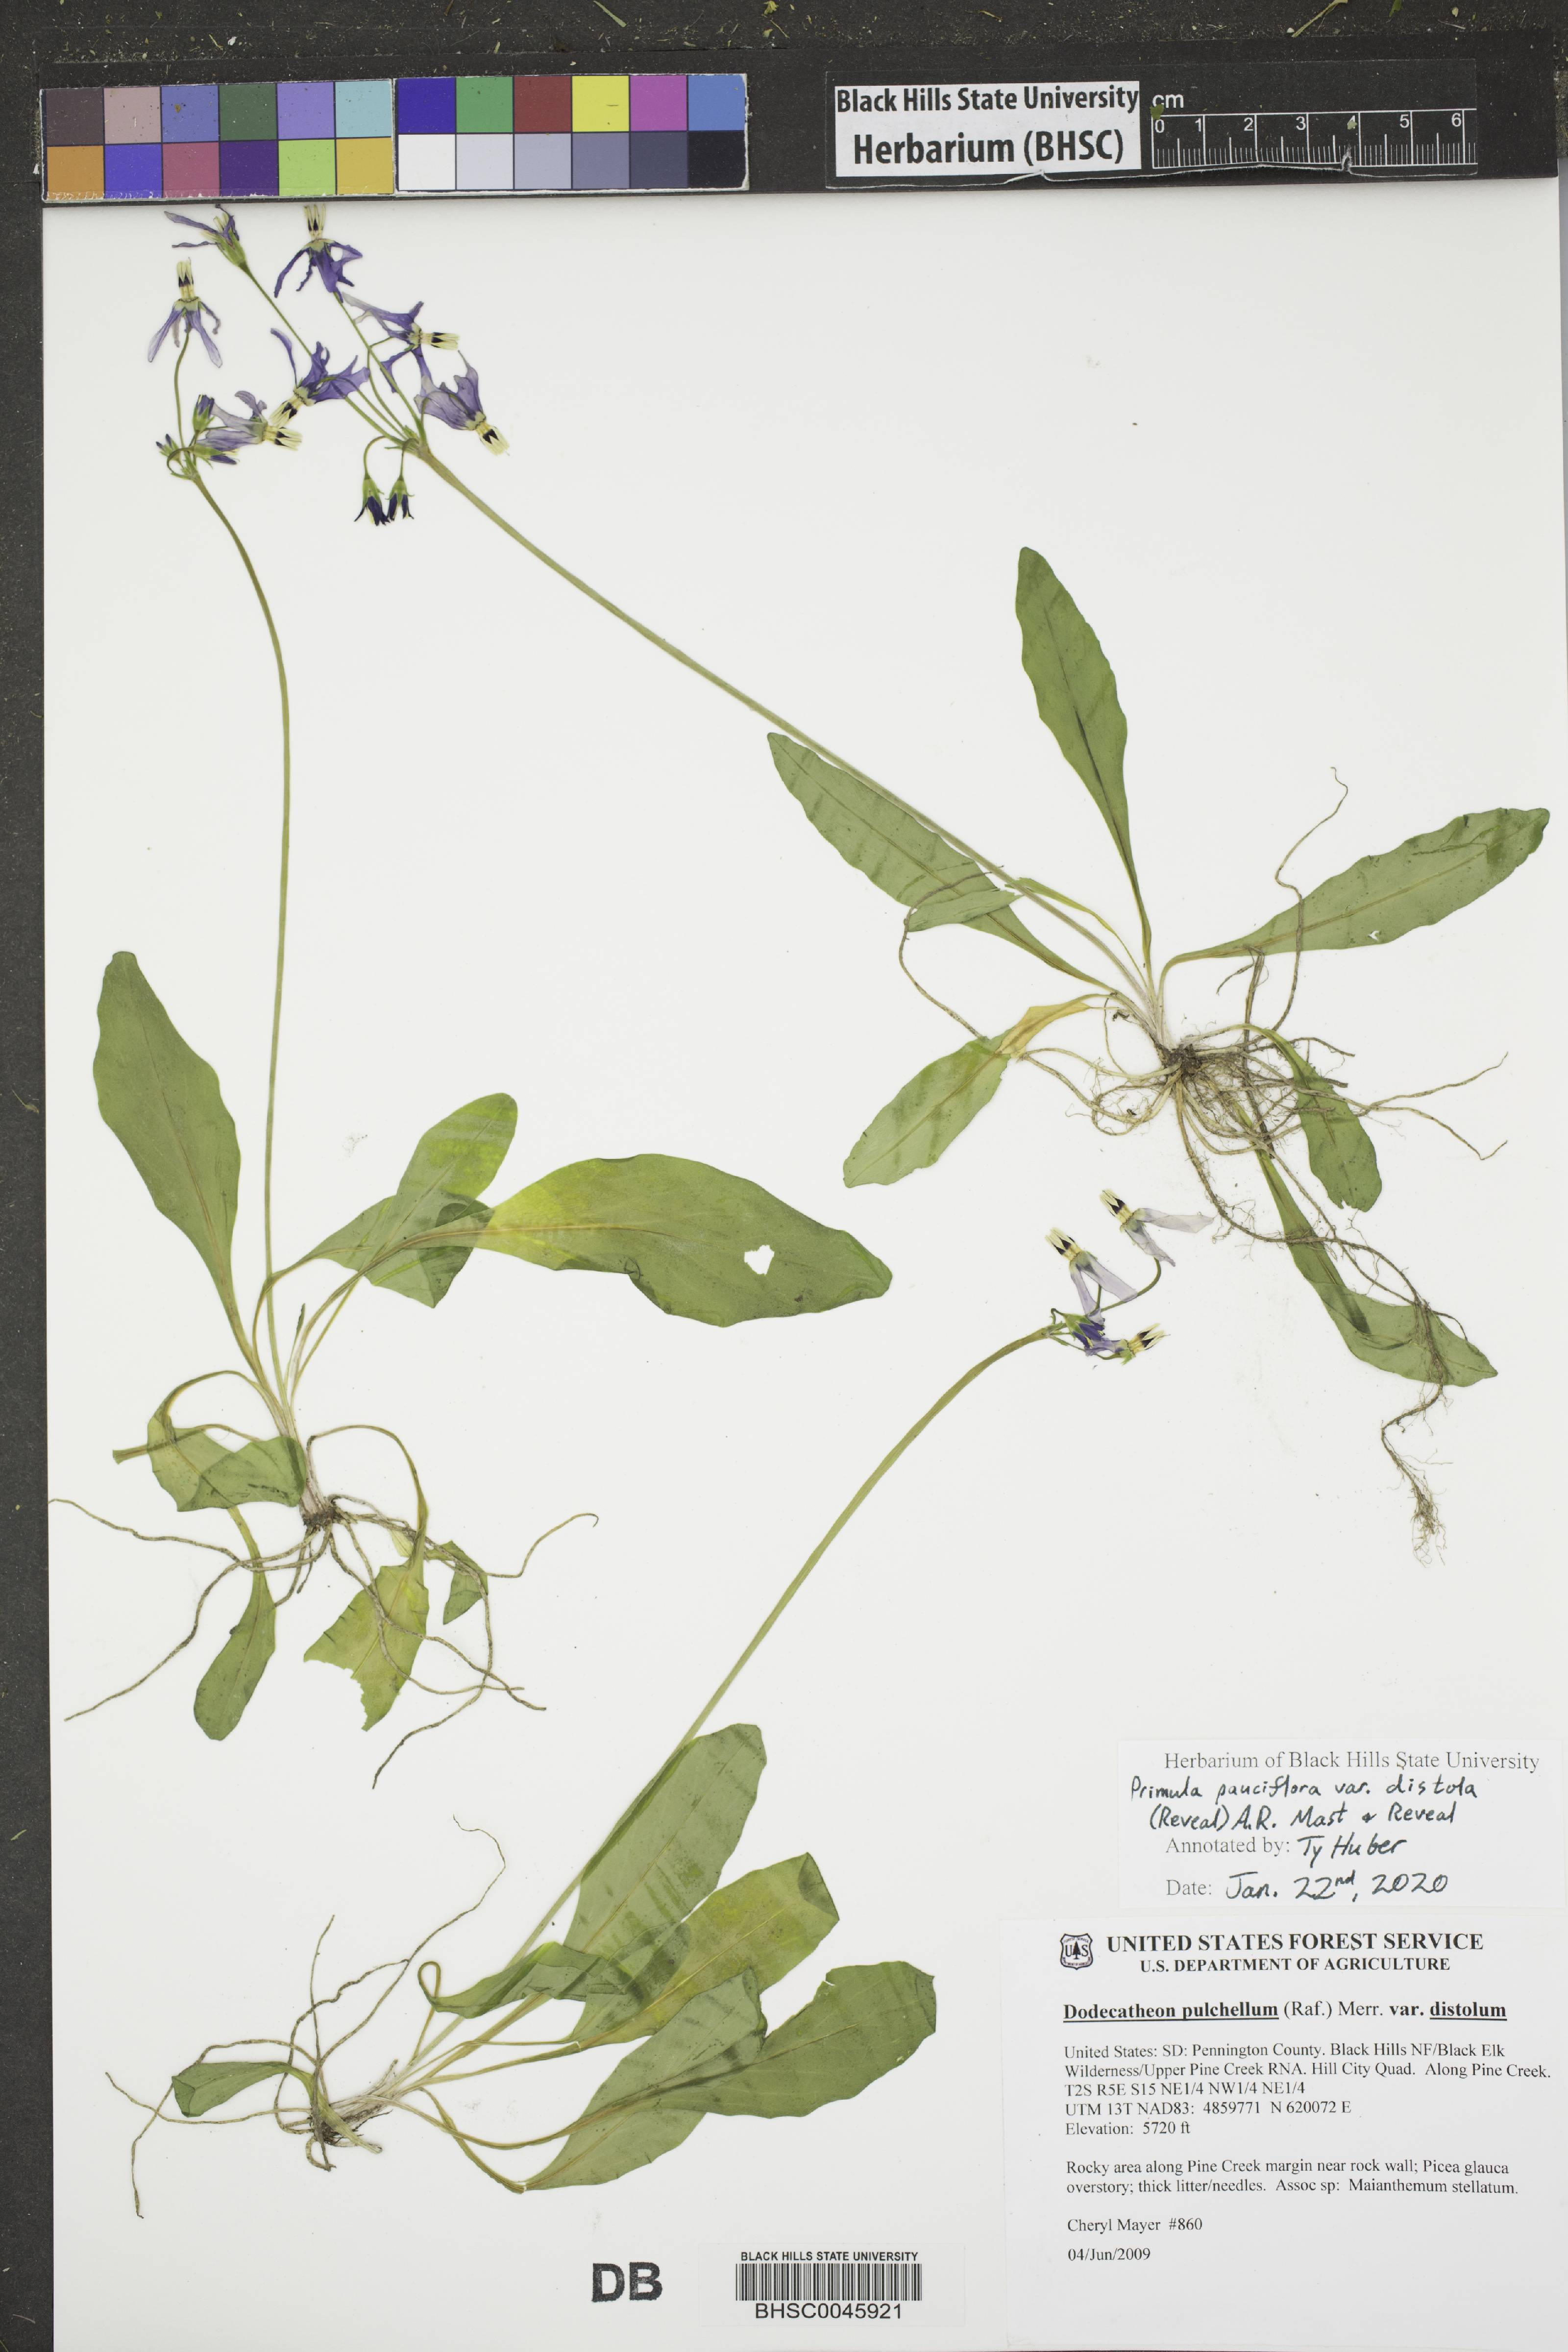 Black Hills State University
Herbarium (BHSC)
cm
0 1 2 3 4 5 6
Herbarium of Black Hills State University
Primula pauciflora var. distola
(Reveal) A.R. Mast & Reveal
Annotated by: Ty Huber
Date: Jan. 22nd, 2020
UNITED STATES FOREST SERVICE
U.S. DEPARTMENT OF AGRICULTURE
Dodecatheon pulchellum (Raf.) Merr. var. distolum
United States: SD: Pennington County. Black Hills NF/Black Elk
Wilderness/Upper Pine Creek RNA. Hill City Quad. Along Pine Creek.
T2S R5E S15 NE1/4 NW1/4 NE1/4
UTM 13T NAD83: 4859771 N 620072 E
Elevation: 5720 ft
Rocky area along Pine Creek margin near rock wall; Picea glauca
overstory; thick litter/needles. Assoc sp: Maianthemum stellatum.
Cheryl Mayer #860
04/Jun/2009
DB
BLACK HILLS STATE UNIVERSITY
BHSC0045921